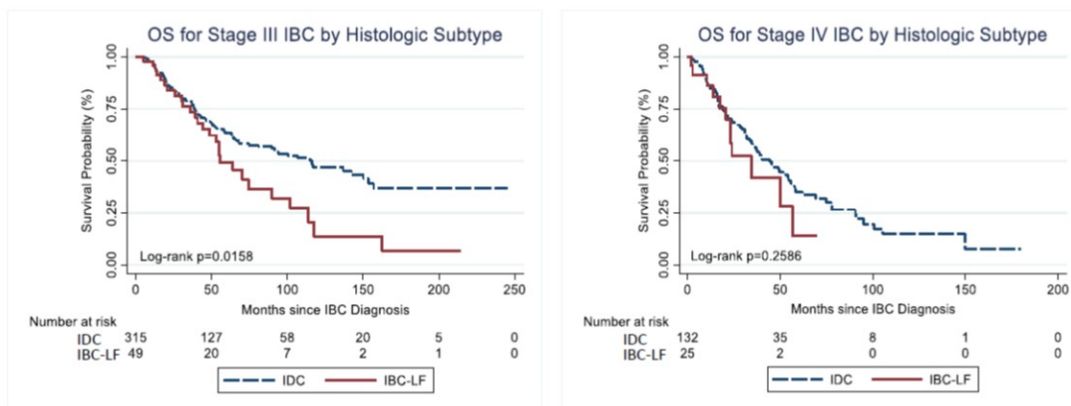 OS for Stage III IBC by Histologic Subtype
Survival Probability (%)
1.00
0.75
0.50
0.25
0.00
Log-rank p=0.0158
0 50 100 150 200 250
Months since IBC Diagnosis
Number at risk
IDC 315 127 58 20 5 0
IBC-LF 49 20 7 2 1 0
IDC IBC-LF
OS for Stage IV IBC by Histologic Subtype
Survival Probability (%)
1.00
0.75
0.50
0.25
0.00
Log-rank p=0.2586
0 50 100 150 200
Months since IBC Diagnosis
Number at risk
IDC 132 35 8 1 0
IBC-LF 25 2 0 0 0
IDC IBC-LF